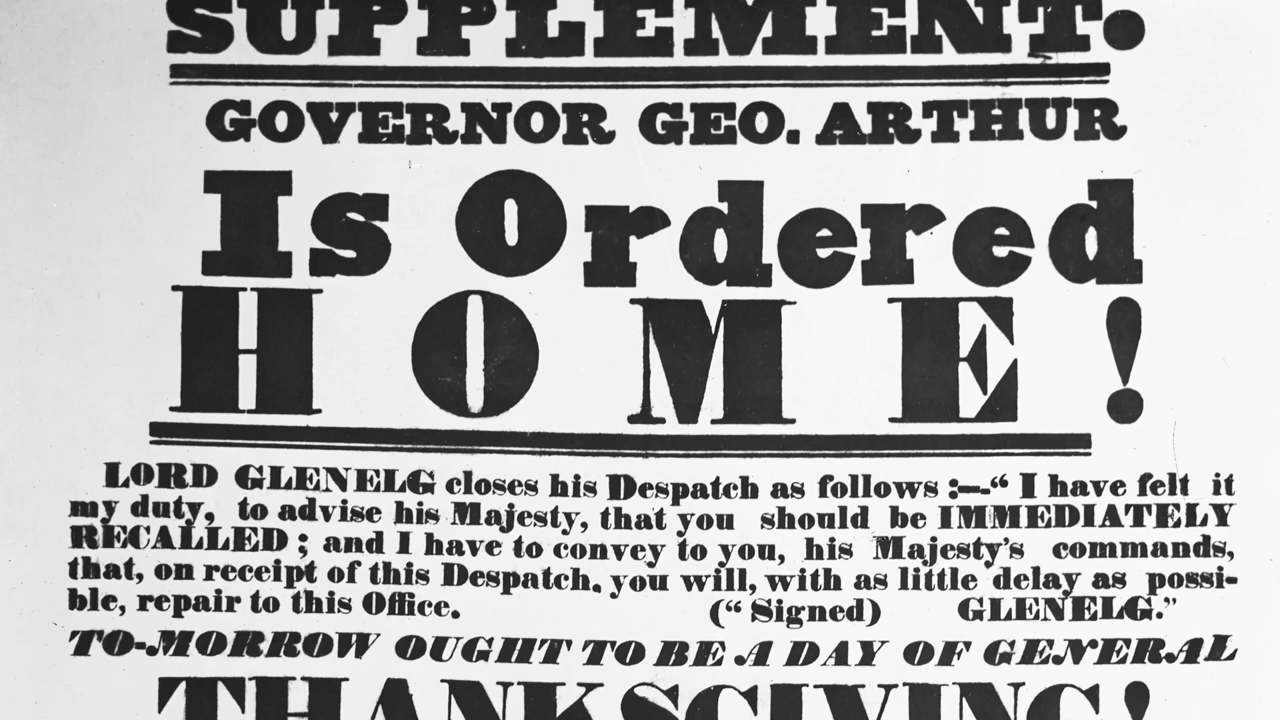 SUPPLEMENT.
GOVERNOR GEO. ARTHUR
Is Ordered
HOME!
LORD GLENELG closes his Despatch as follows :—"I have felt it
my duty, to advise his Majesty, that you should be IMMEDIATELY
RECALLED; and I have to convey to you, his Majesty's commands,
that, on receipt of this Despatch, you will, with as little delay as possi-
ble, repair to this Office. ("Signed) GLENELG."
TO-MORROW OUGHT TO BE A DAY OF GENERAL
THANKSGIVING!